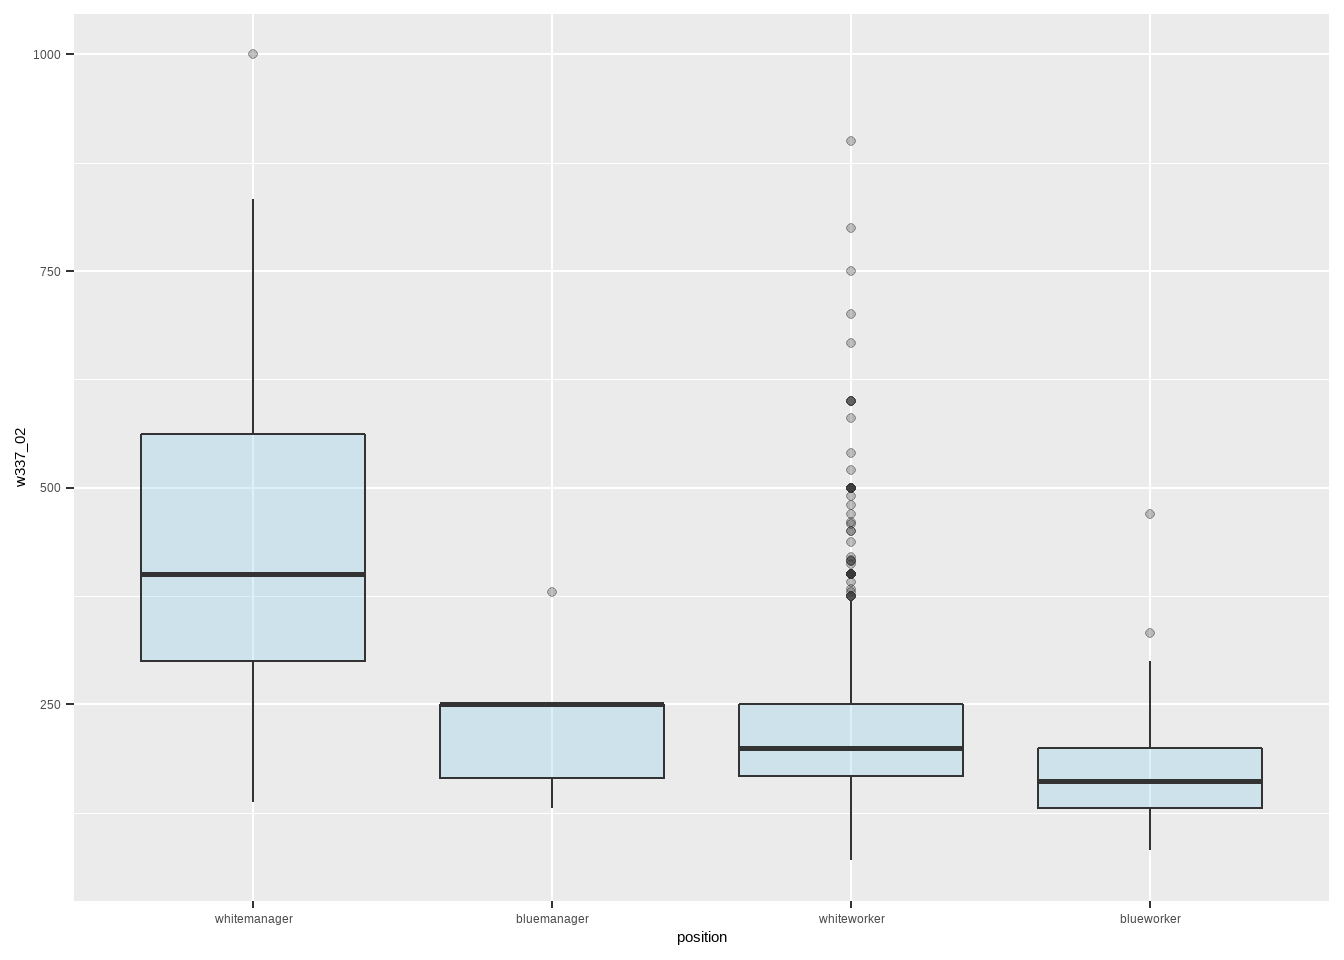 1000
750
500
250
w337_02
whitemanager
bluemanager
whiteworker
blueworker
position